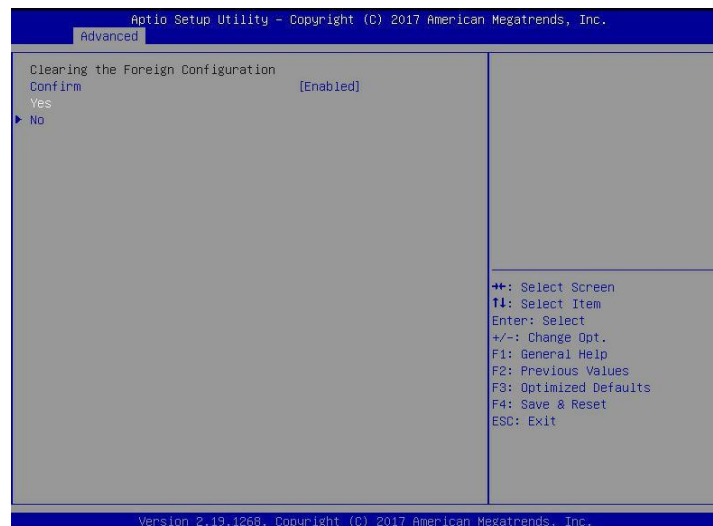 Aptio Setup Utility – Copyright (C) 2017 American Megatrends, Inc.
Advanced
Clearing the Foreign Configuration
Confirm [Enabled]
Yes
No
→←: Select Screen
↑↓: Select Item
Enter: Select
+/-: Change Opt.
F1: General Help
F2: Previous Values
F3: Optimized Defaults
F4: Save & Reset
ESC: Exit
Version 2.19.1268. Copyright (C) 2017 American Megatrends, Inc.